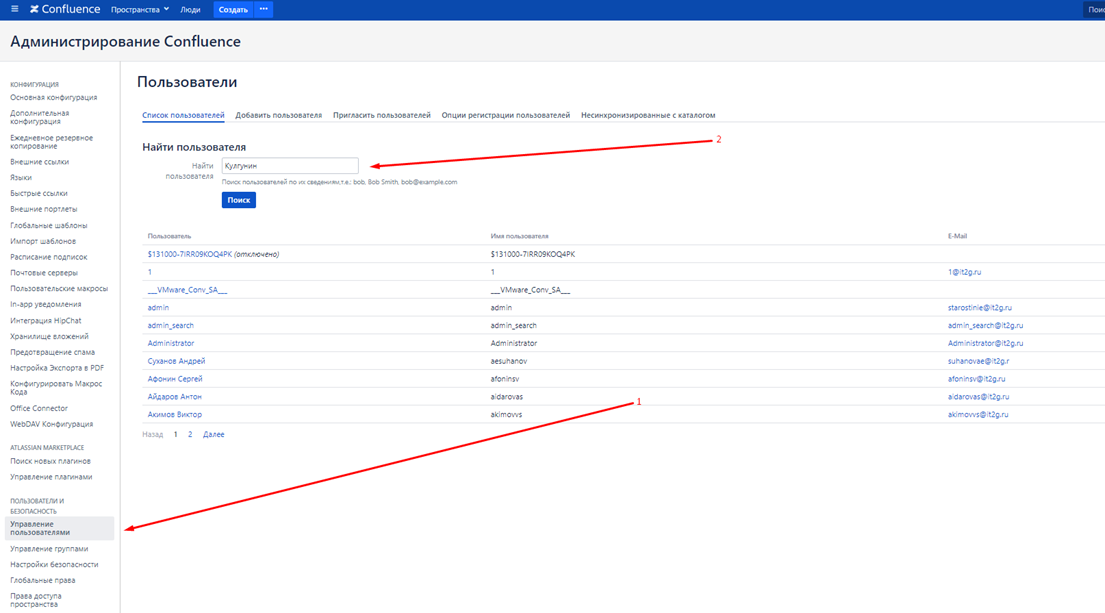 Confluence Пространства Люди Создать ••• Поис
Администрирование Confluence
КОНФИГУРАЦИЯ
Основная конфигурация
Дополнительная
конфигурация
Ежедневное резервное
копирование
Внешние ссылки
Языки
Быстрые ссылки
Внешние портлеты
Глобальные шаблоны
Импорт шаблонов
Расписание подписок
Почтовые серверы
Пользовательские макросы
In-app уведомления
Интеграция HipChat
Хранилище вложений
Предотвращение спама
Настройка Экспорта в PDF
Конфигурировать Макрос
Кода
Office Connector
WebDAV Конфигурация
ATLASSIAN MARKETPLACE
Поиск новых плагинов
Управление плагинами
ПОЛЬЗОВАТЕЛИ И
БЕЗОПАСНОСТЬ
Управление
пользователями
Управление группами
Настройки безопасности
Глобальные права
Права доступа
пространства
Пользователи
Список пользователей Добавить пользователя Пригласить пользователей Опции регистрации пользователей Несинхронизированные с каталогом
Найти пользователя
2
Найти
пользователя
Кулгунин
Поиск пользователей по их сведениям,т.е.: bob, Bob Smith, bob@example.com
Поиск
Пользователь Имя пользователя E-Mail
$131000-7IRR09KOQ4PK (отключено) $131000-7IRR09KOQ4PK
1 1 1@it2g.ru
___VMware_Conv_SA___ ___VMware_Conv_SA___
admin admin starostinie@it2g.ru
admin_search admin_search admin_search@it2g.ru
Administrator Administrator Administrator@it2g.ru
Суханов Андрей aesuhanov suhanovae@it2g.r
Афонин Сергей afoninsv afoninsv@it2g.ru
Айдаров Антон aidarovas aidarovas@it2g.ru
1
Акимов Виктор akimovvs akimovvs@it2g.ru
Назад 1 2 Далее